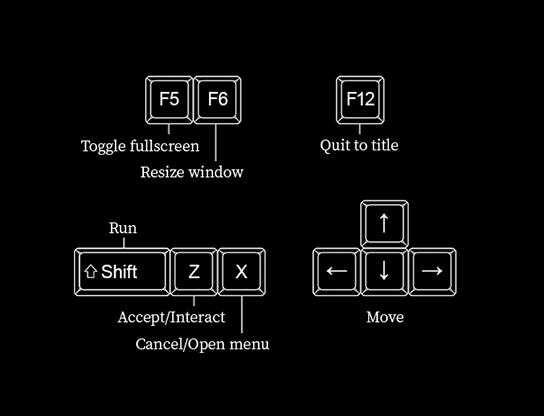 F5 F6 F12
Toggle fullscreen
Quit to title
Resize window
Run
↑
⇧ Shift Z X
← ↓ →
Accept/Interact
Move
Cancel/Open menu